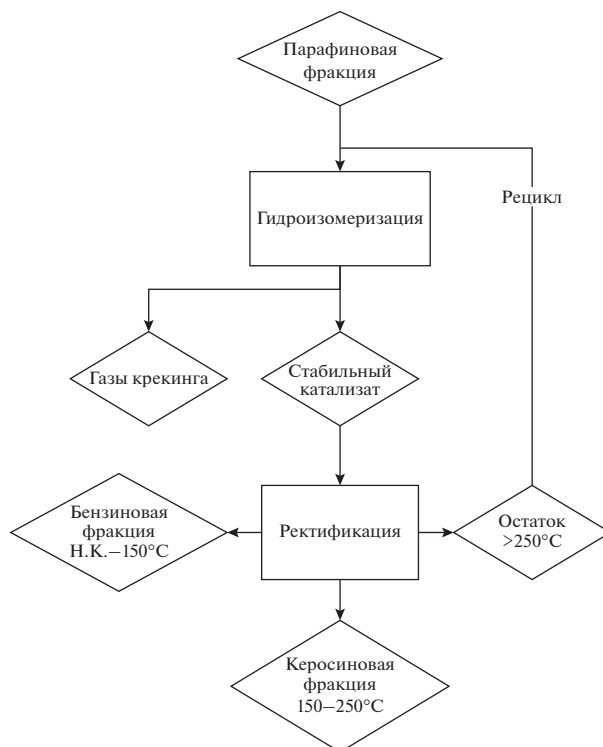 Парафиновая
фракция
Рецикл
Гидроизомеризация
Газы крекинга
Стабильный
катализат
Бензиновая
фракция
Н.К.–150°C
Ректификация
Остаток
>250°C
Керосиновая
фракция
150–250°C